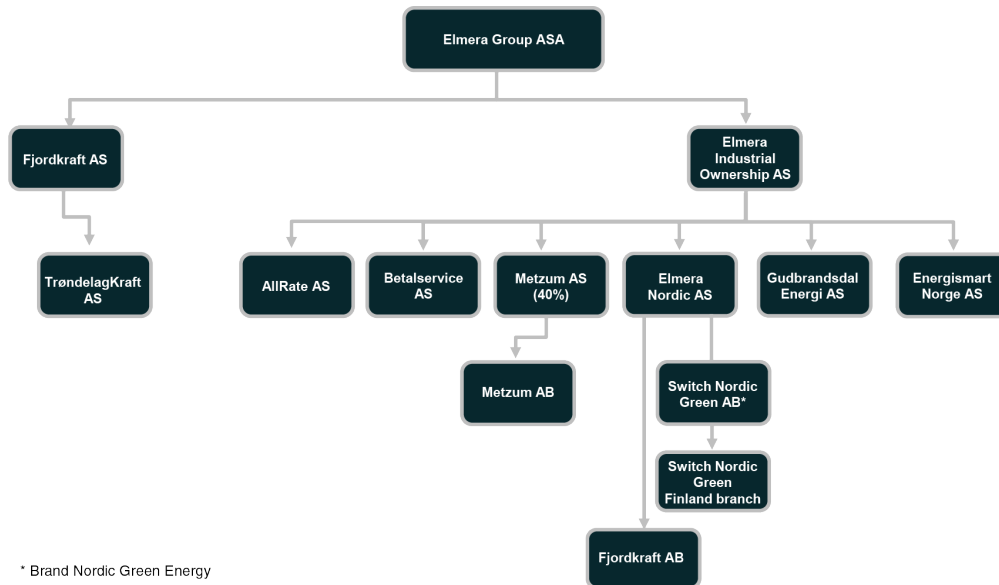 Elmera Group ASA
Fjordkraft AS
Elmera
Industrial
Ownership AS
TrøndelagKraft
AS
AllRate AS
Betalservice
AS
Metzum AS
(40%)
Elmera
Nordic AS
Gudbrandsdal
Energi AS
Energismart
Norge AS
Metzum AB
Switch Nordic
Green AB*
Switch Nordic
Green
Finland branch
Fjordkraft AB
* Brand Nordic Green Energy